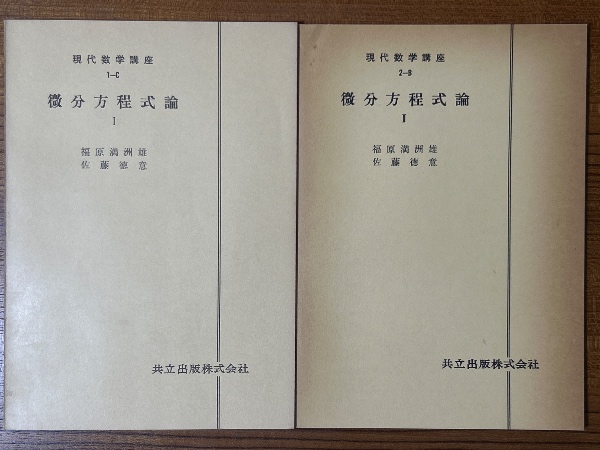 現代数学講座
1—C
微分方程式論
I
福原満洲雄
佐藤徳意
共立出版株式会社
現代数学講座
2—B
微分方程式論
I
福原満洲雄
佐藤徳意
共立出版株式会社